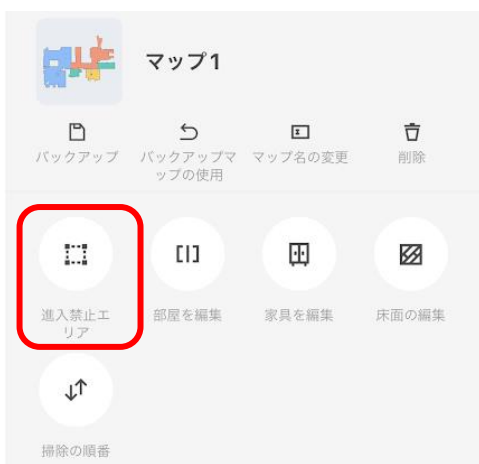 マップ1
バックアップ
バックアップマ
ップの使用
マップ名の変更
削除
進入禁止エ
リア
部屋を編集
家具を編集
床面の編集
掃除の順番